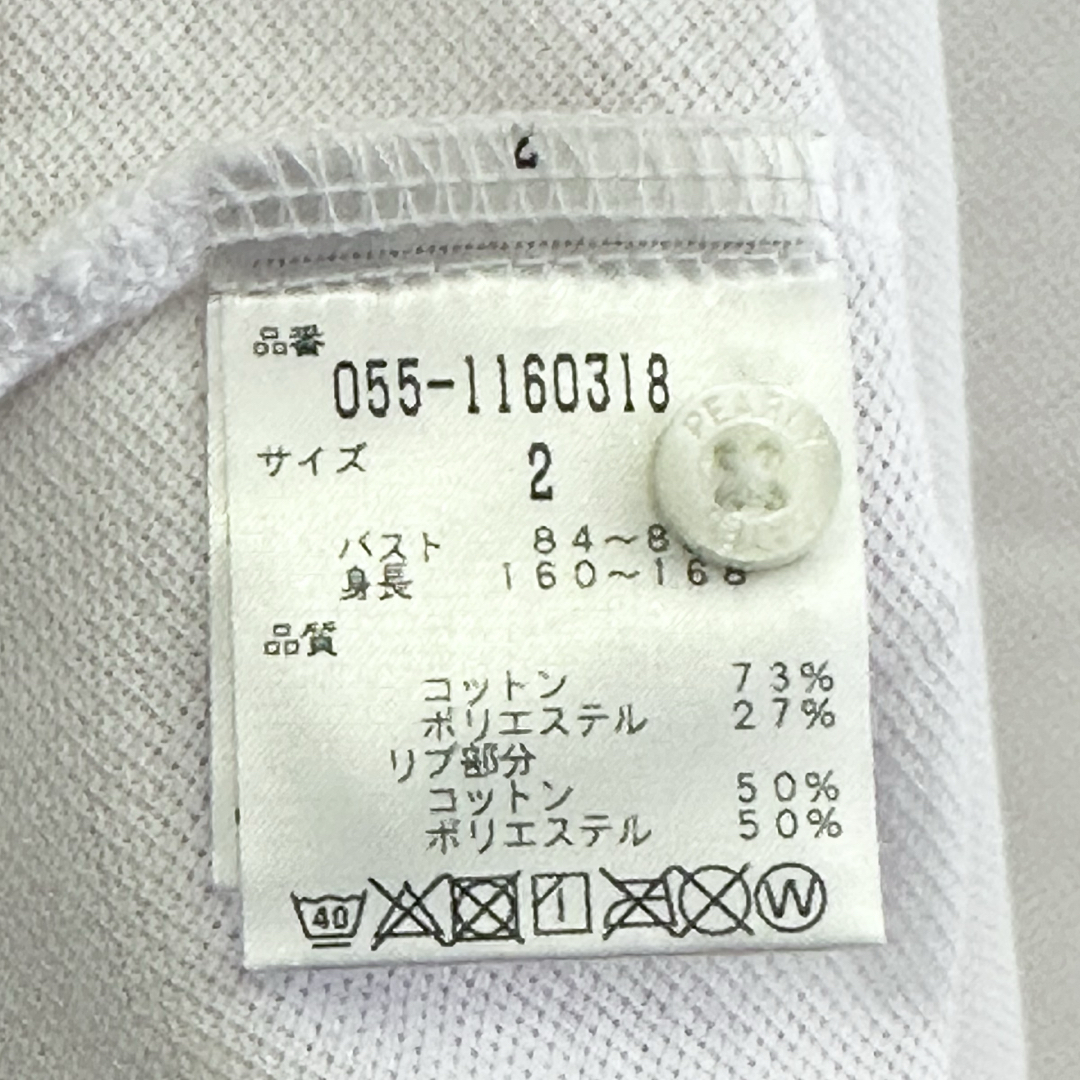 2
品番
055-1160318
サイズ 2
バスト 84~8
身長 160~168
品質
コットン 73%
ポリエステル 27%
リブ部分
コットン 50%
ポリエステル 50%
40 W
PEARLY